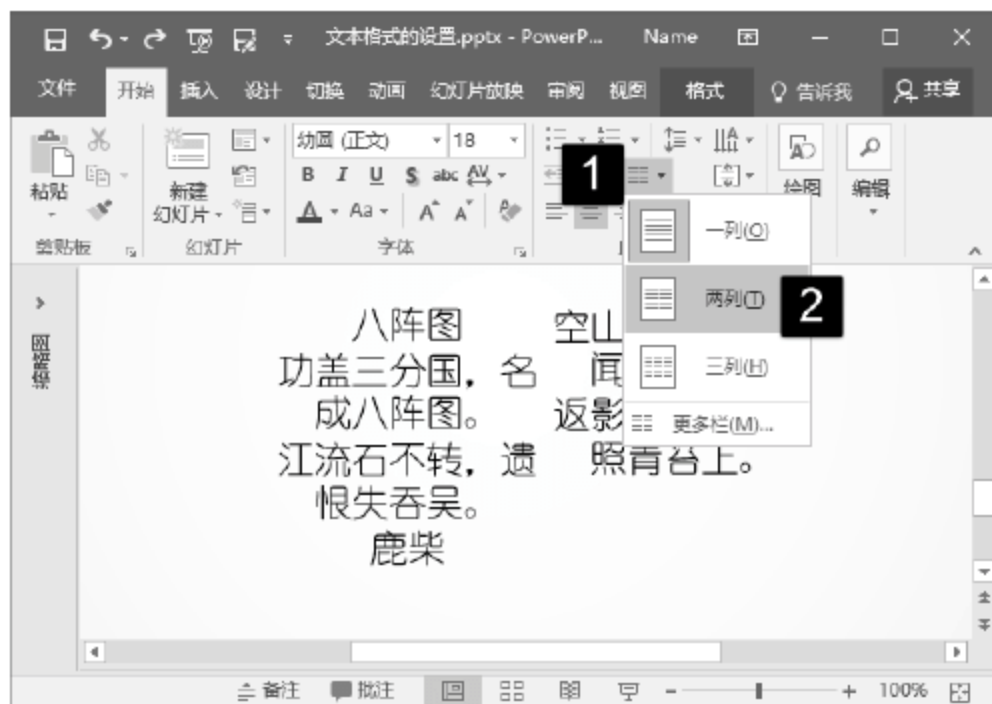 文本格式的设置.pptx - PowerP... Name
文件 开始 插入 设计 切换 动画 幻灯片放映 审阅 视图 格式 告诉我 共享
幼圆 (正文) 18
B I U S abc AV
A Aa A A
粘贴 新建 幻灯片 绘图 编辑
剪贴板 幻灯片 字体
1
一列(O)
两列(T) 2
三列(H)
更多栏(M)...
缩略图
八阵图 空山
功盖三分国，名 闻
成八阵图。 返影
江流石不转，遗 照青苔上。
恨失吞吴。
鹿柴
备注 批注 100%